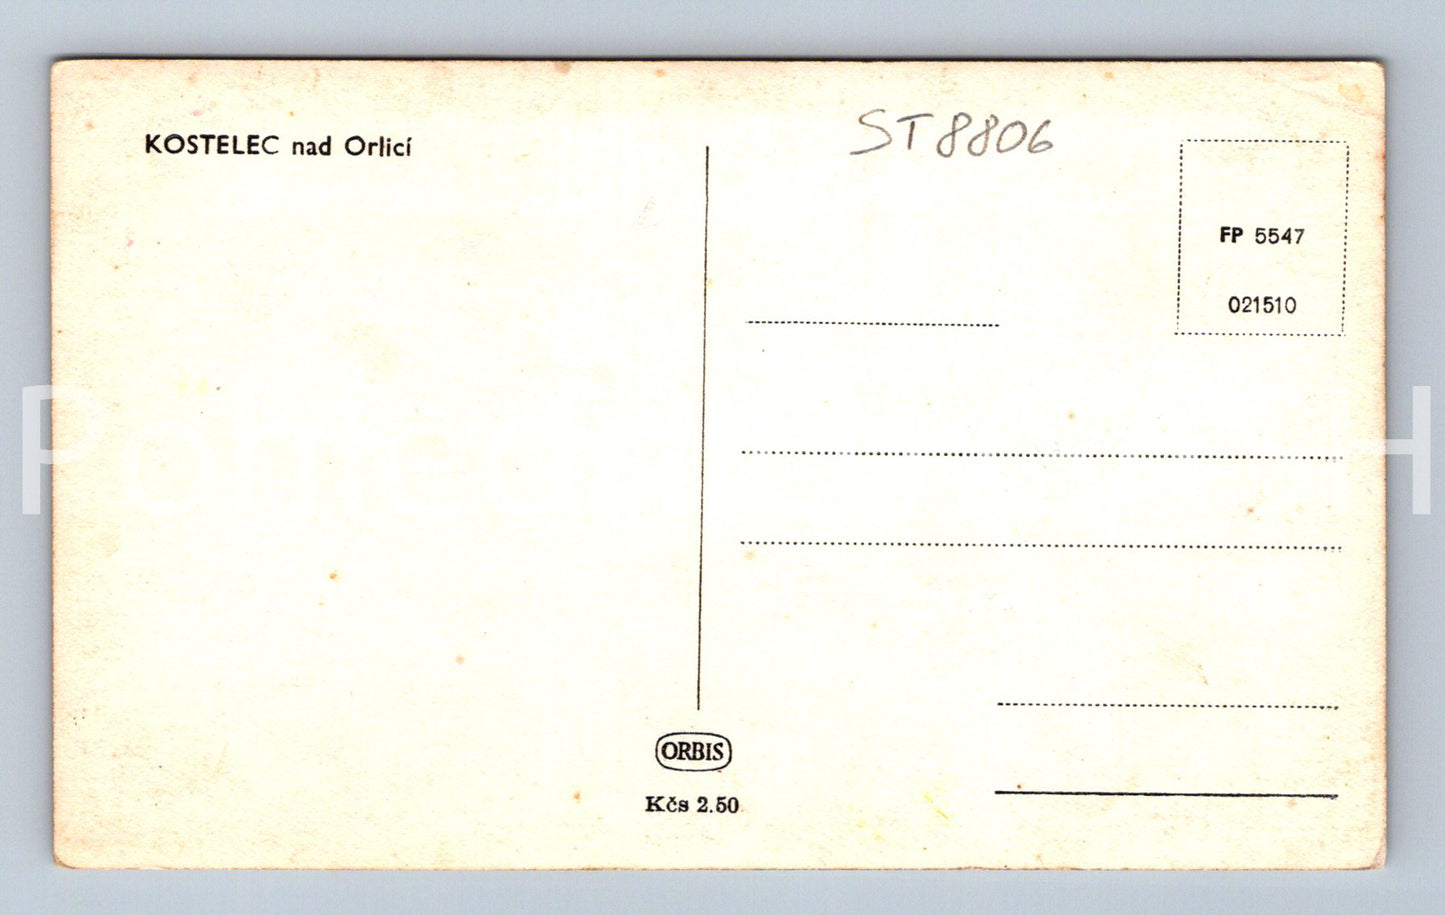 KOSTELEC nad Orlicí
ST8806
FP 5547
021510
ORBIS
Kčs 2.50